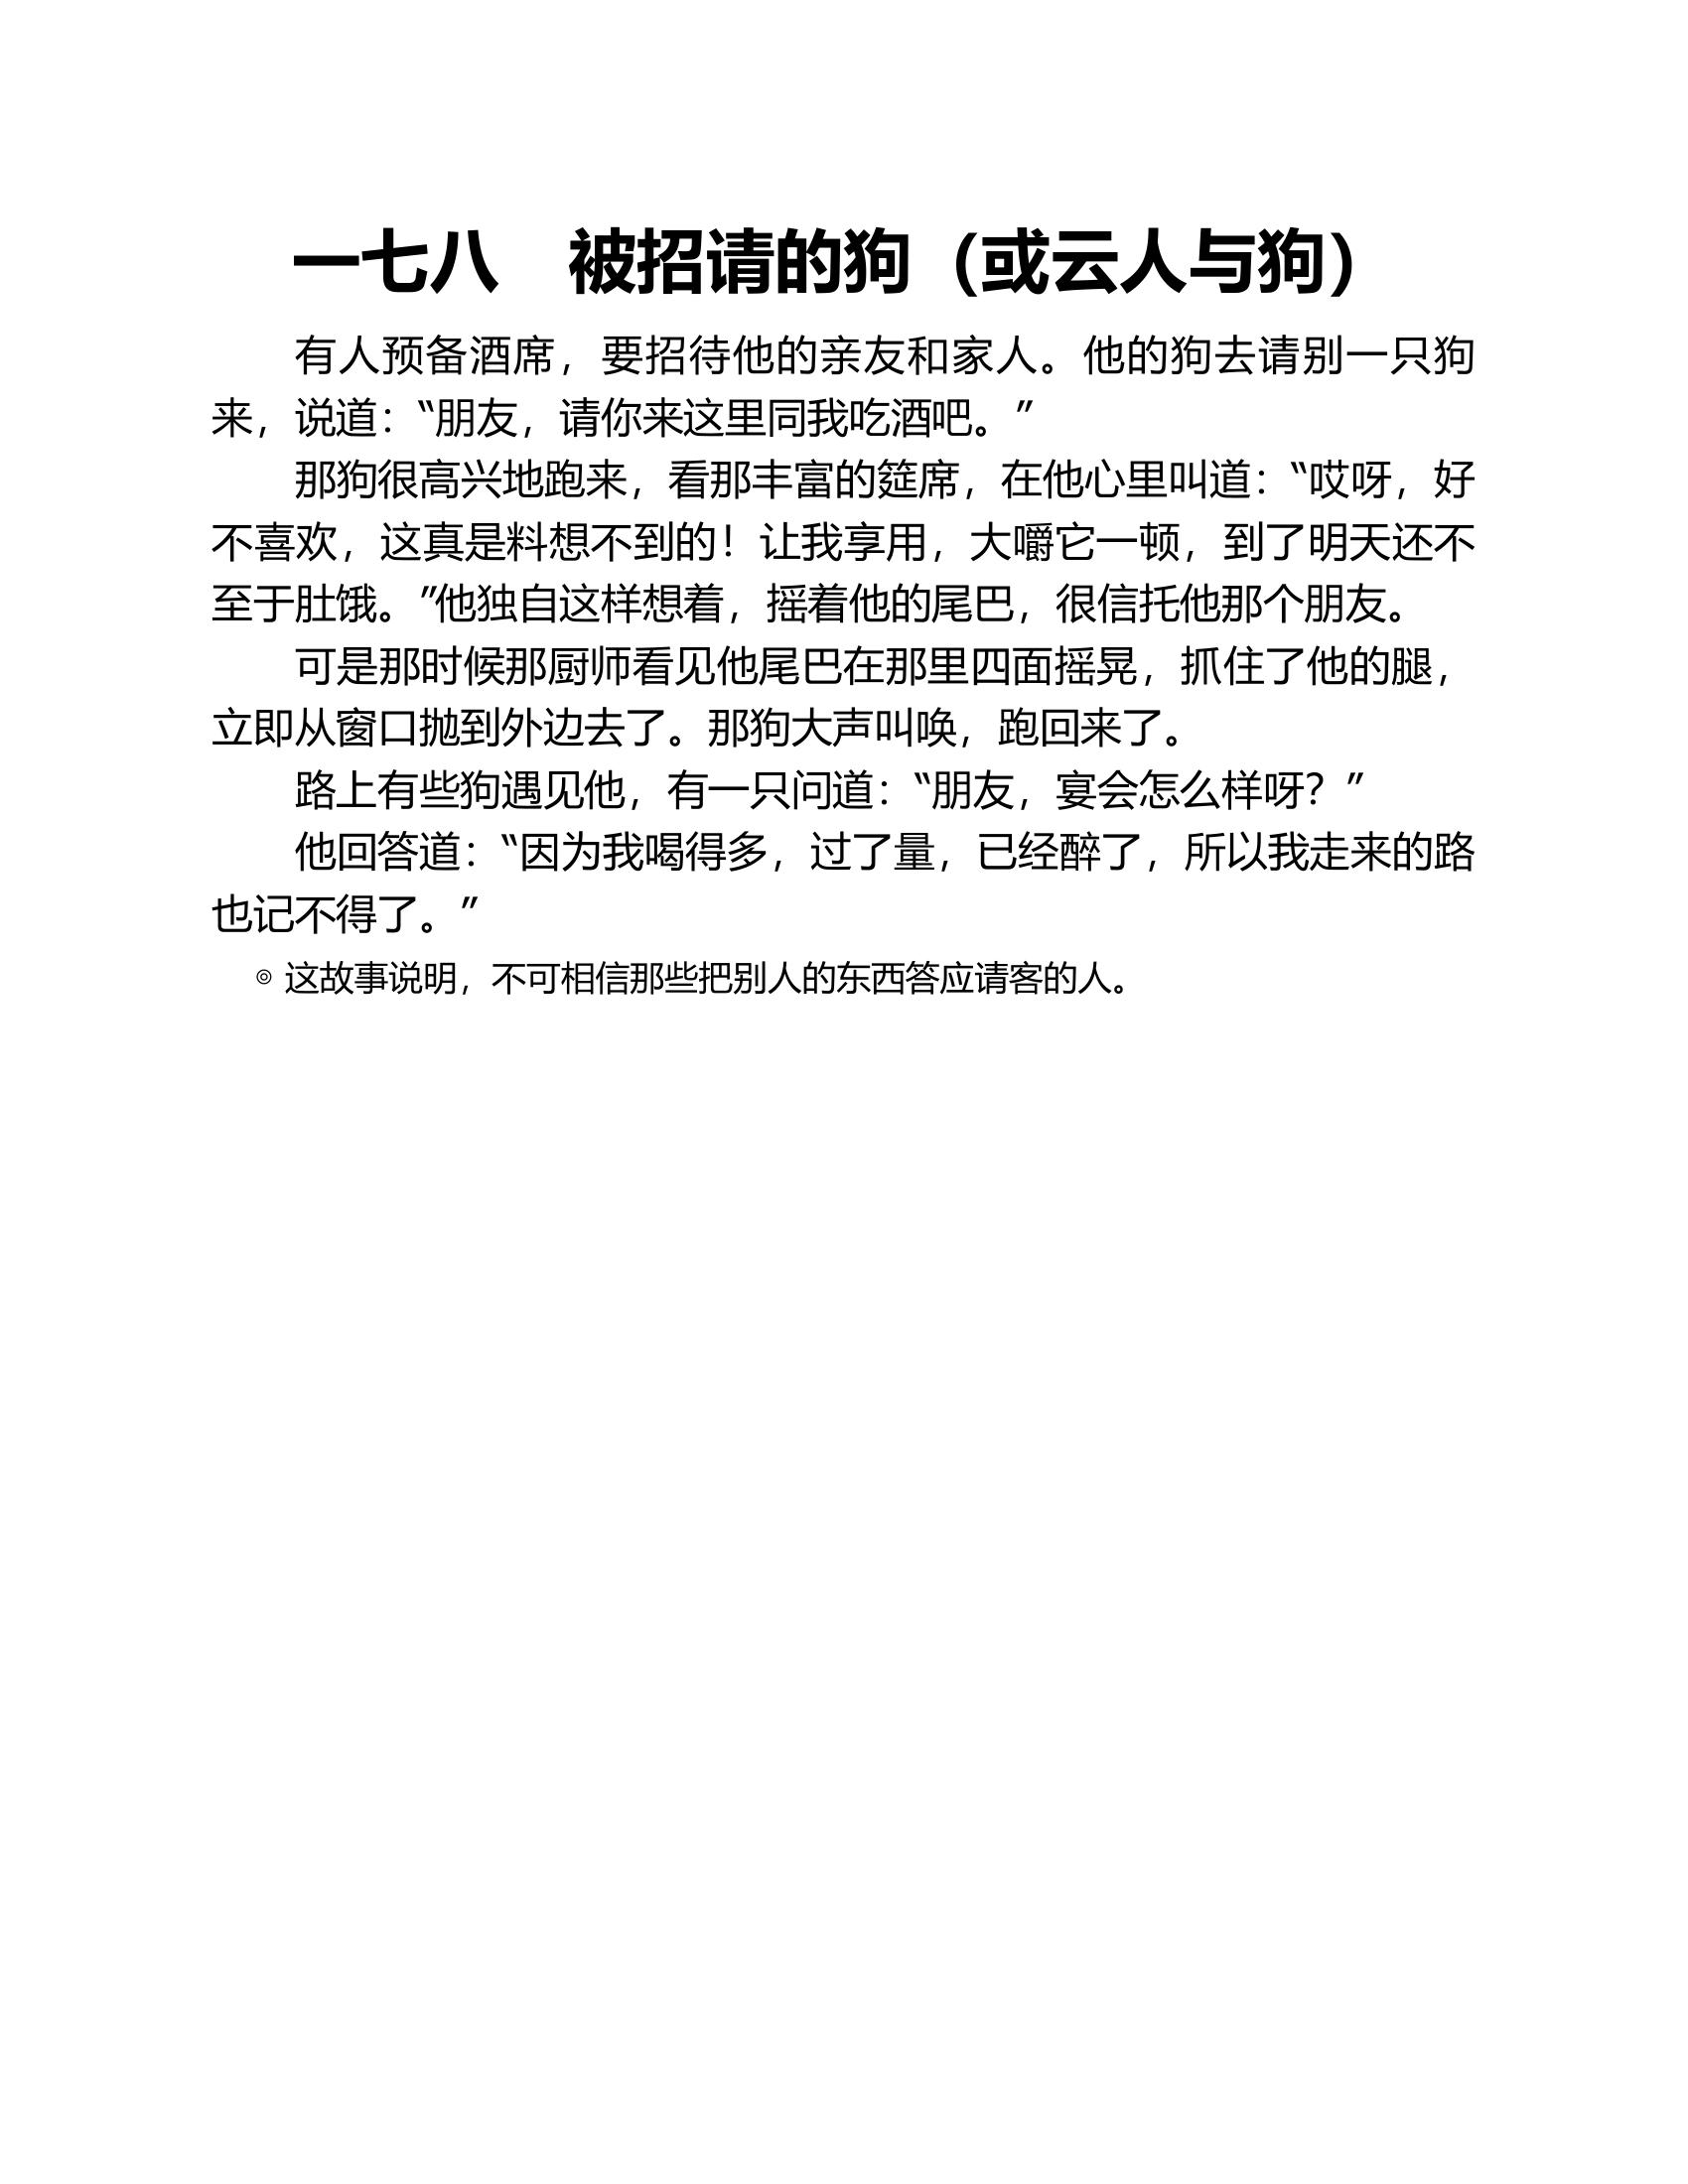 一七八　被招请的狗（或云人与狗）
有人预备酒席，要招待他的亲友和家人。他的狗去请别一只狗
来，说道：“朋友，请你来这里同我吃酒吧。”
那狗很高兴地跑来，看那丰富的筵席，在他心里叫道：“哎呀，好
不喜欢，这真是料想不到的！让我享用，大嚼它一顿，到了明天还不
至于肚饿。”他独自这样想着，摇着他的尾巴，很信托他那个朋友。
可是那时候那厨师看见他尾巴在那里四面摇晃，抓住了他的腿，
立即从窗口抛到外边去了。那狗大声叫唤，跑回来了。
路上有些狗遇见他，有一只问道：“朋友，宴会怎么样呀？”
他回答道：“因为我喝得多，过了量，已经醉了，所以我走来的路
也记不得了。”
◎ 这故事说明，不可相信那些把别人的东西答应请客的人。